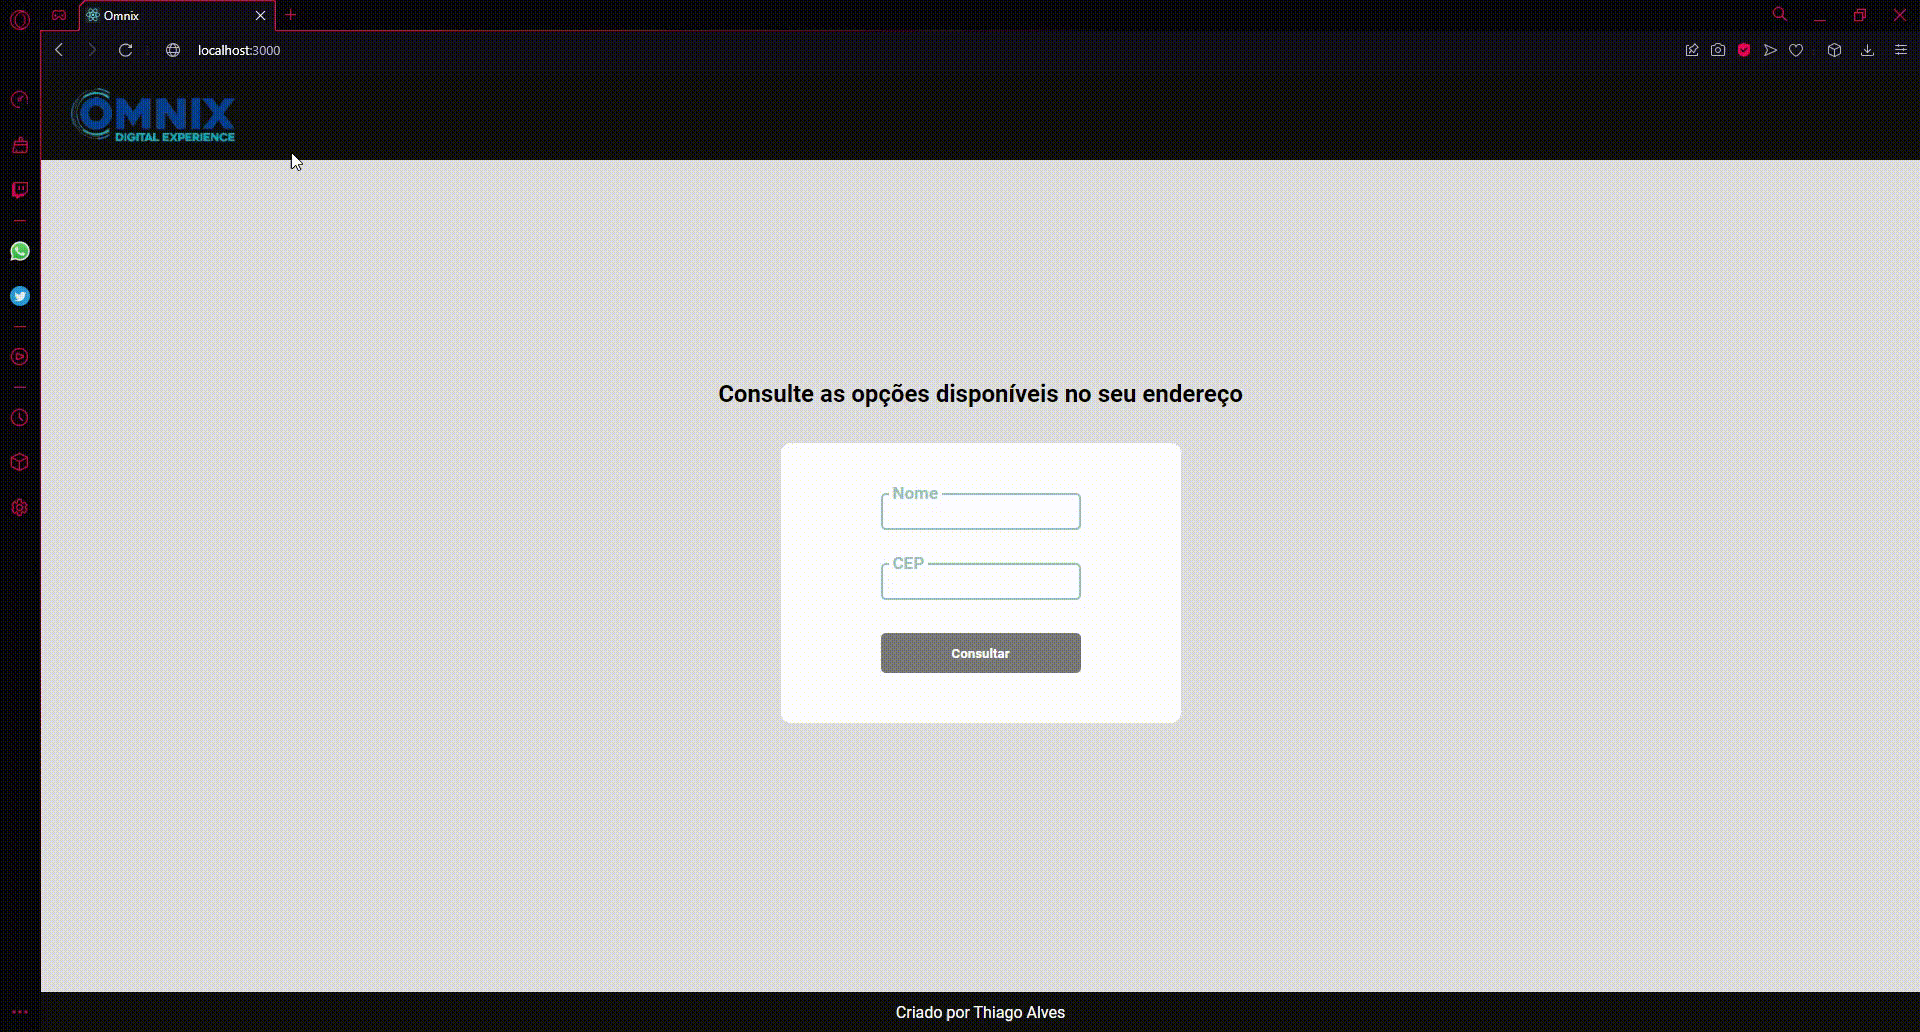 Omnix
localhost:3000
OMNIX
DIGITAL EXPERIENCE
Consulte as opções disponíveis no seu endereço
Nome
CEP
Consultar
Criado por Thiago Alves